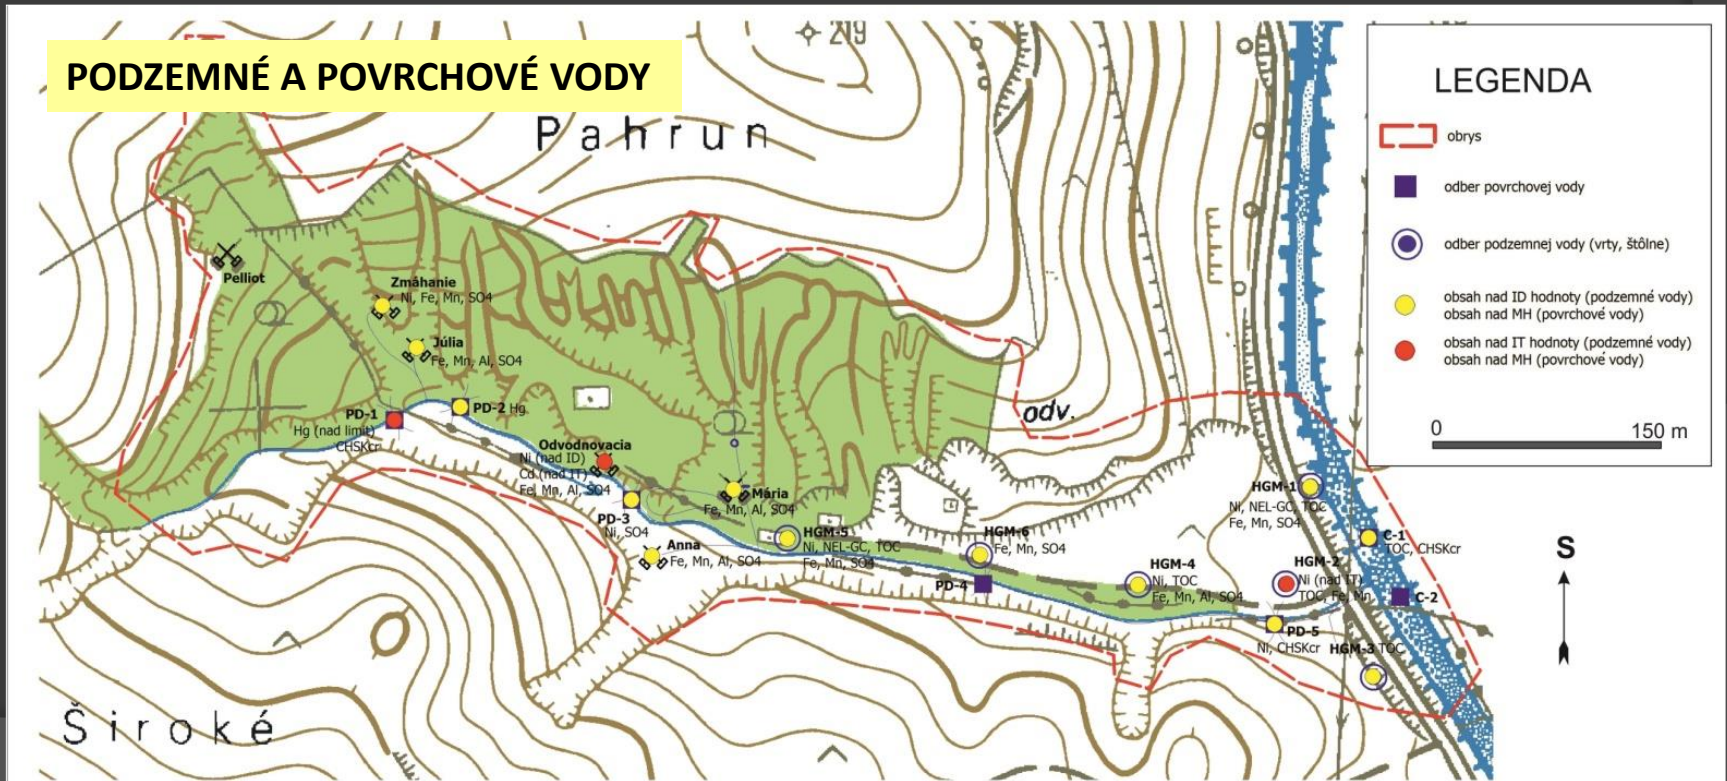 PODZEMNÉ A POVRCHOVÉ VODY
219
Pahrun
Pelliot
Zmáhanie
Ni, Fe, Mn, SO4
Júlia
Fe, Mn, Al, SO4
PD-1
Hg (nad limit)
CHSKcr
PD-2 Hg
Odvodnovacia
Ni (nad ID)
Cd (nad IT)
Fe, Mn, Al, SO4
PD-3
Ni, SO4
Mária
Fe, Mn, Al, SO4
Anna
Fe, Mn, Al, SO4
HGM-5
Ni, NEL-GC, TOC
Fe, Mn, SO4
HGM-6
Fe, Mn, SO4
PD-4
odv.
HGM-4
Ni, TOC
Fe, Mn, Al, SO4
HGM-1
Ni, NEL-GC, TOC
Fe, Mn, SO4
C-1
TOC, CHSKcr
HGM-2
Ni (nad IT)
TOC, Fe, Mn
C-2
PD-5
Ni, CHSKcr
HGM-3 TOC
Široké
LEGENDA
obrys
odber povrchovej vody
odber podzemnej vody (vrty, štôlne)
obsah nad ID hodnoty (podzemné vody)
obsah nad MH (povrchové vody)
obsah nad IT hodnoty (podzemné vody)
obsah nad MH (povrchové vody)
0 150 m
S